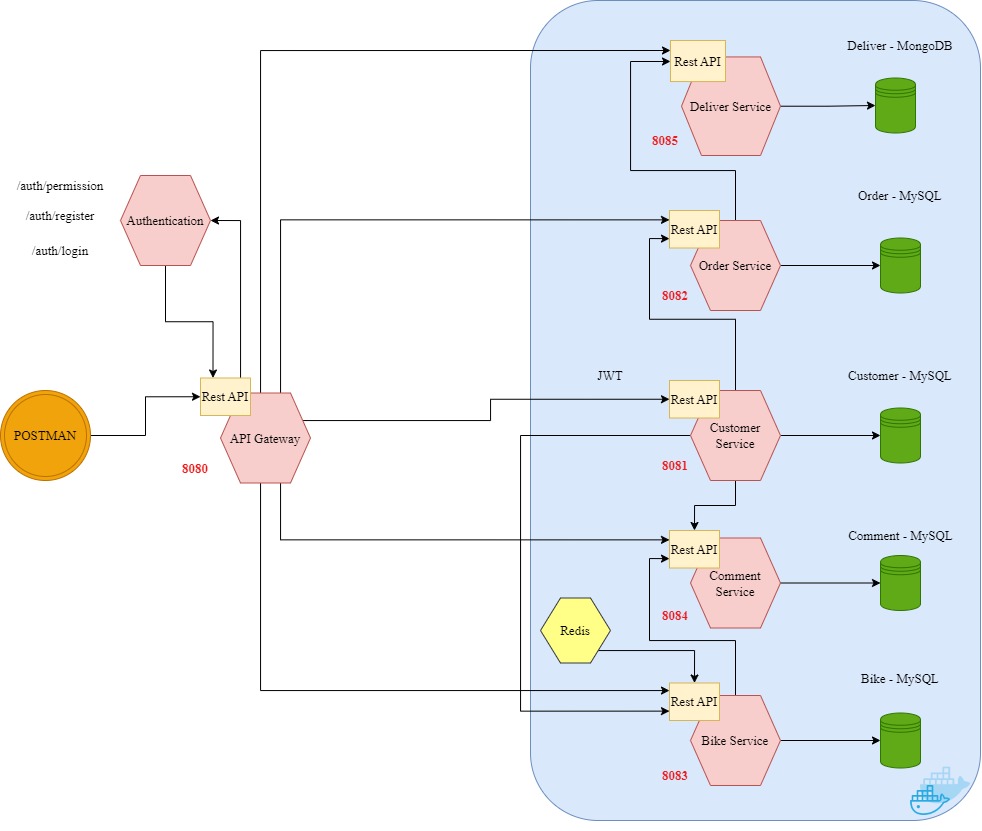 Deliver - MongoDB
Rest API
Deliver Service
8085
/auth/permission
Order - MySQL
/auth/register
Authentication
Rest API
/auth/login
Order Service
8082
JWT
Customer - MySQL
Rest API
Rest API
POSTMAN
API Gateway
Customer
Service
8080
8081
Comment - MySQL
Rest API
Comment
Service
8084
Redis
Bike - MySQL
Rest API
Bike Service
8083